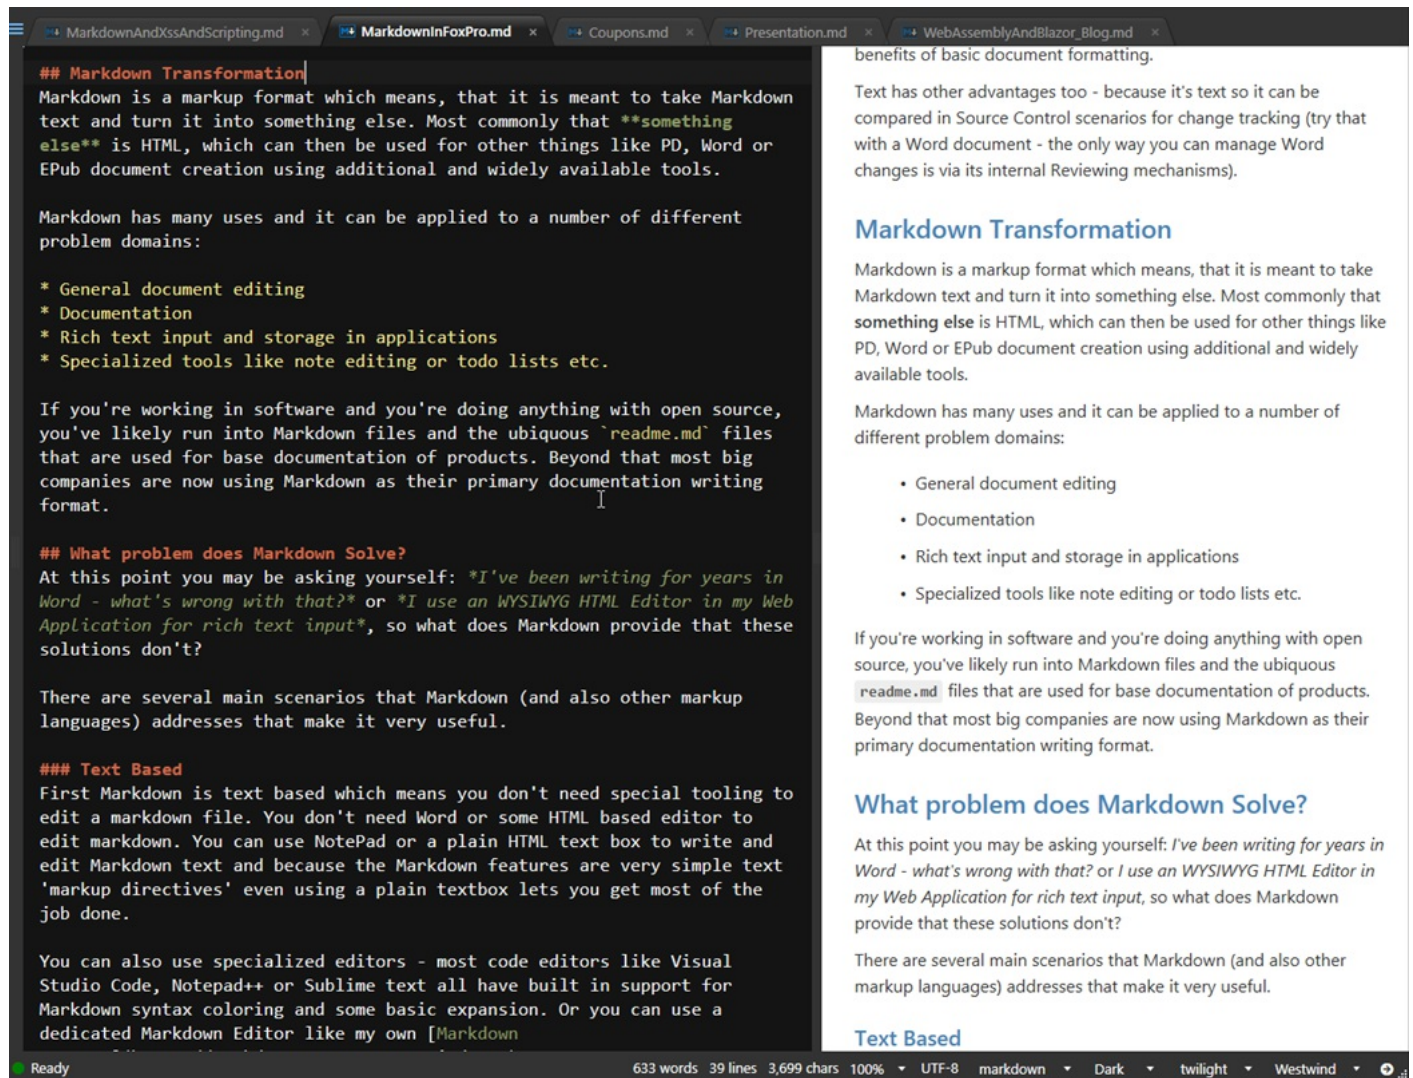 MarkdownAndXssAndScripting.md × MarkdownInFoxPro.md × Coupons.md × Presentation.md × WebAssemblyAndBlazor_Blog.md ×
## Markdown Transformation
Markdown is a markup format which means, that it is meant to take Markdown
text and turn it into something else. Most commonly that **something
else** is HTML, which can then be used for other things like PD, Word or
EPub document creation using additional and widely available tools.
Markdown has many uses and it can be applied to a number of different
problem domains:
* General document editing
* Documentation
* Rich text input and storage in applications
* Specialized tools like note editing or todo lists etc.
If you're working in software and you're doing anything with open source,
you've likely run into Markdown files and the ubiquous `readme.md` files
that are used for base documentation of products. Beyond that most big
companies are now using Markdown as their primary documentation writing
format.
## What problem does Markdown Solve?
At this point you may be asking yourself: *I've been writing for years in
Word - what's wrong with that?* or *I use an WYSIWYG HTML Editor in my Web
Application for rich text input*, so what does Markdown provide that these
solutions don't?
There are several main scenarios that Markdown (and also other markup
languages) addresses that make it very useful.
### Text Based
First Markdown is text based which means you don't need special tooling to
edit a markdown file. You don't need Word or some HTML based editor to
edit markdown. You can use NotePad or a plain HTML text box to write and
edit Markdown text and because the Markdown features are very simple text
'markup directives' even using a plain textbox lets you get most of the
job done.
You can also use specialized editors - most code editors like Visual
Studio Code, Notepad++ or Sublime text all have built in support for
Markdown syntax coloring and some basic expansion. Or you can use a
dedicated Markdown Editor like my own [Markdown
benefits of basic document formatting.
Text has other advantages too - because it's text so it can be
compared in Source Control scenarios for change tracking (try that
with a Word document - the only way you can manage Word
changes is via its internal Reviewing mechanisms).
Markdown Transformation
Markdown is a markup format which means, that it is meant to take
Markdown text and turn it into something else. Most commonly that
something else is HTML, which can then be used for other things like
PD, Word or EPub document creation using additional and widely
available tools.
Markdown has many uses and it can be applied to a number of
different problem domains:
• General document editing
• Documentation
• Rich text input and storage in applications
• Specialized tools like note editing or todo lists etc.
If you're working in software and you're doing anything with open
source, you've likely run into Markdown files and the ubiquous
readme.md files that are used for base documentation of products.
Beyond that most big companies are now using Markdown as their
primary documentation writing format.
What problem does Markdown Solve?
At this point you may be asking yourself: I've been writing for years in
Word - what's wrong with that? or I use an WYSIWYG HTML Editor in
my Web Application for rich text input, so what does Markdown
provide that these solutions don't?
There are several main scenarios that Markdown (and also other
markup languages) addresses that make it very useful.
Text Based
Ready 633 words 39 lines 3,699 chars 100% UTF-8 markdown Dark twilight Westwind